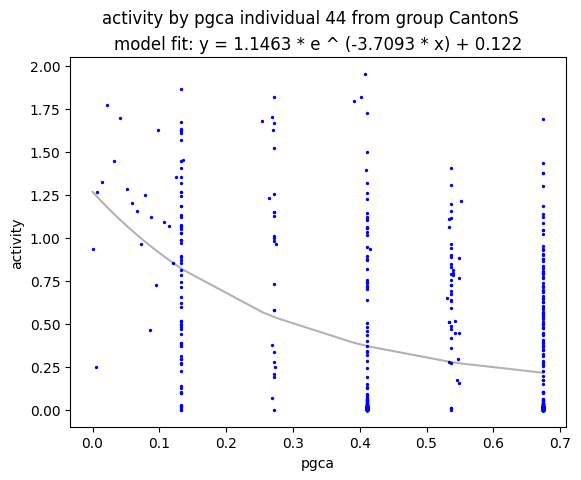 activity by pgca individual 44 from group CantonS
model fit: y = 1.1463 * e ^ (-3.7093 * x) + 0.122
2.00
1.75
1.50
1.25
1.00
0.75
0.50
0.25
0.00
activity
0.0 0.1 0.2 0.3 0.4 0.5 0.6 0.7
pgca